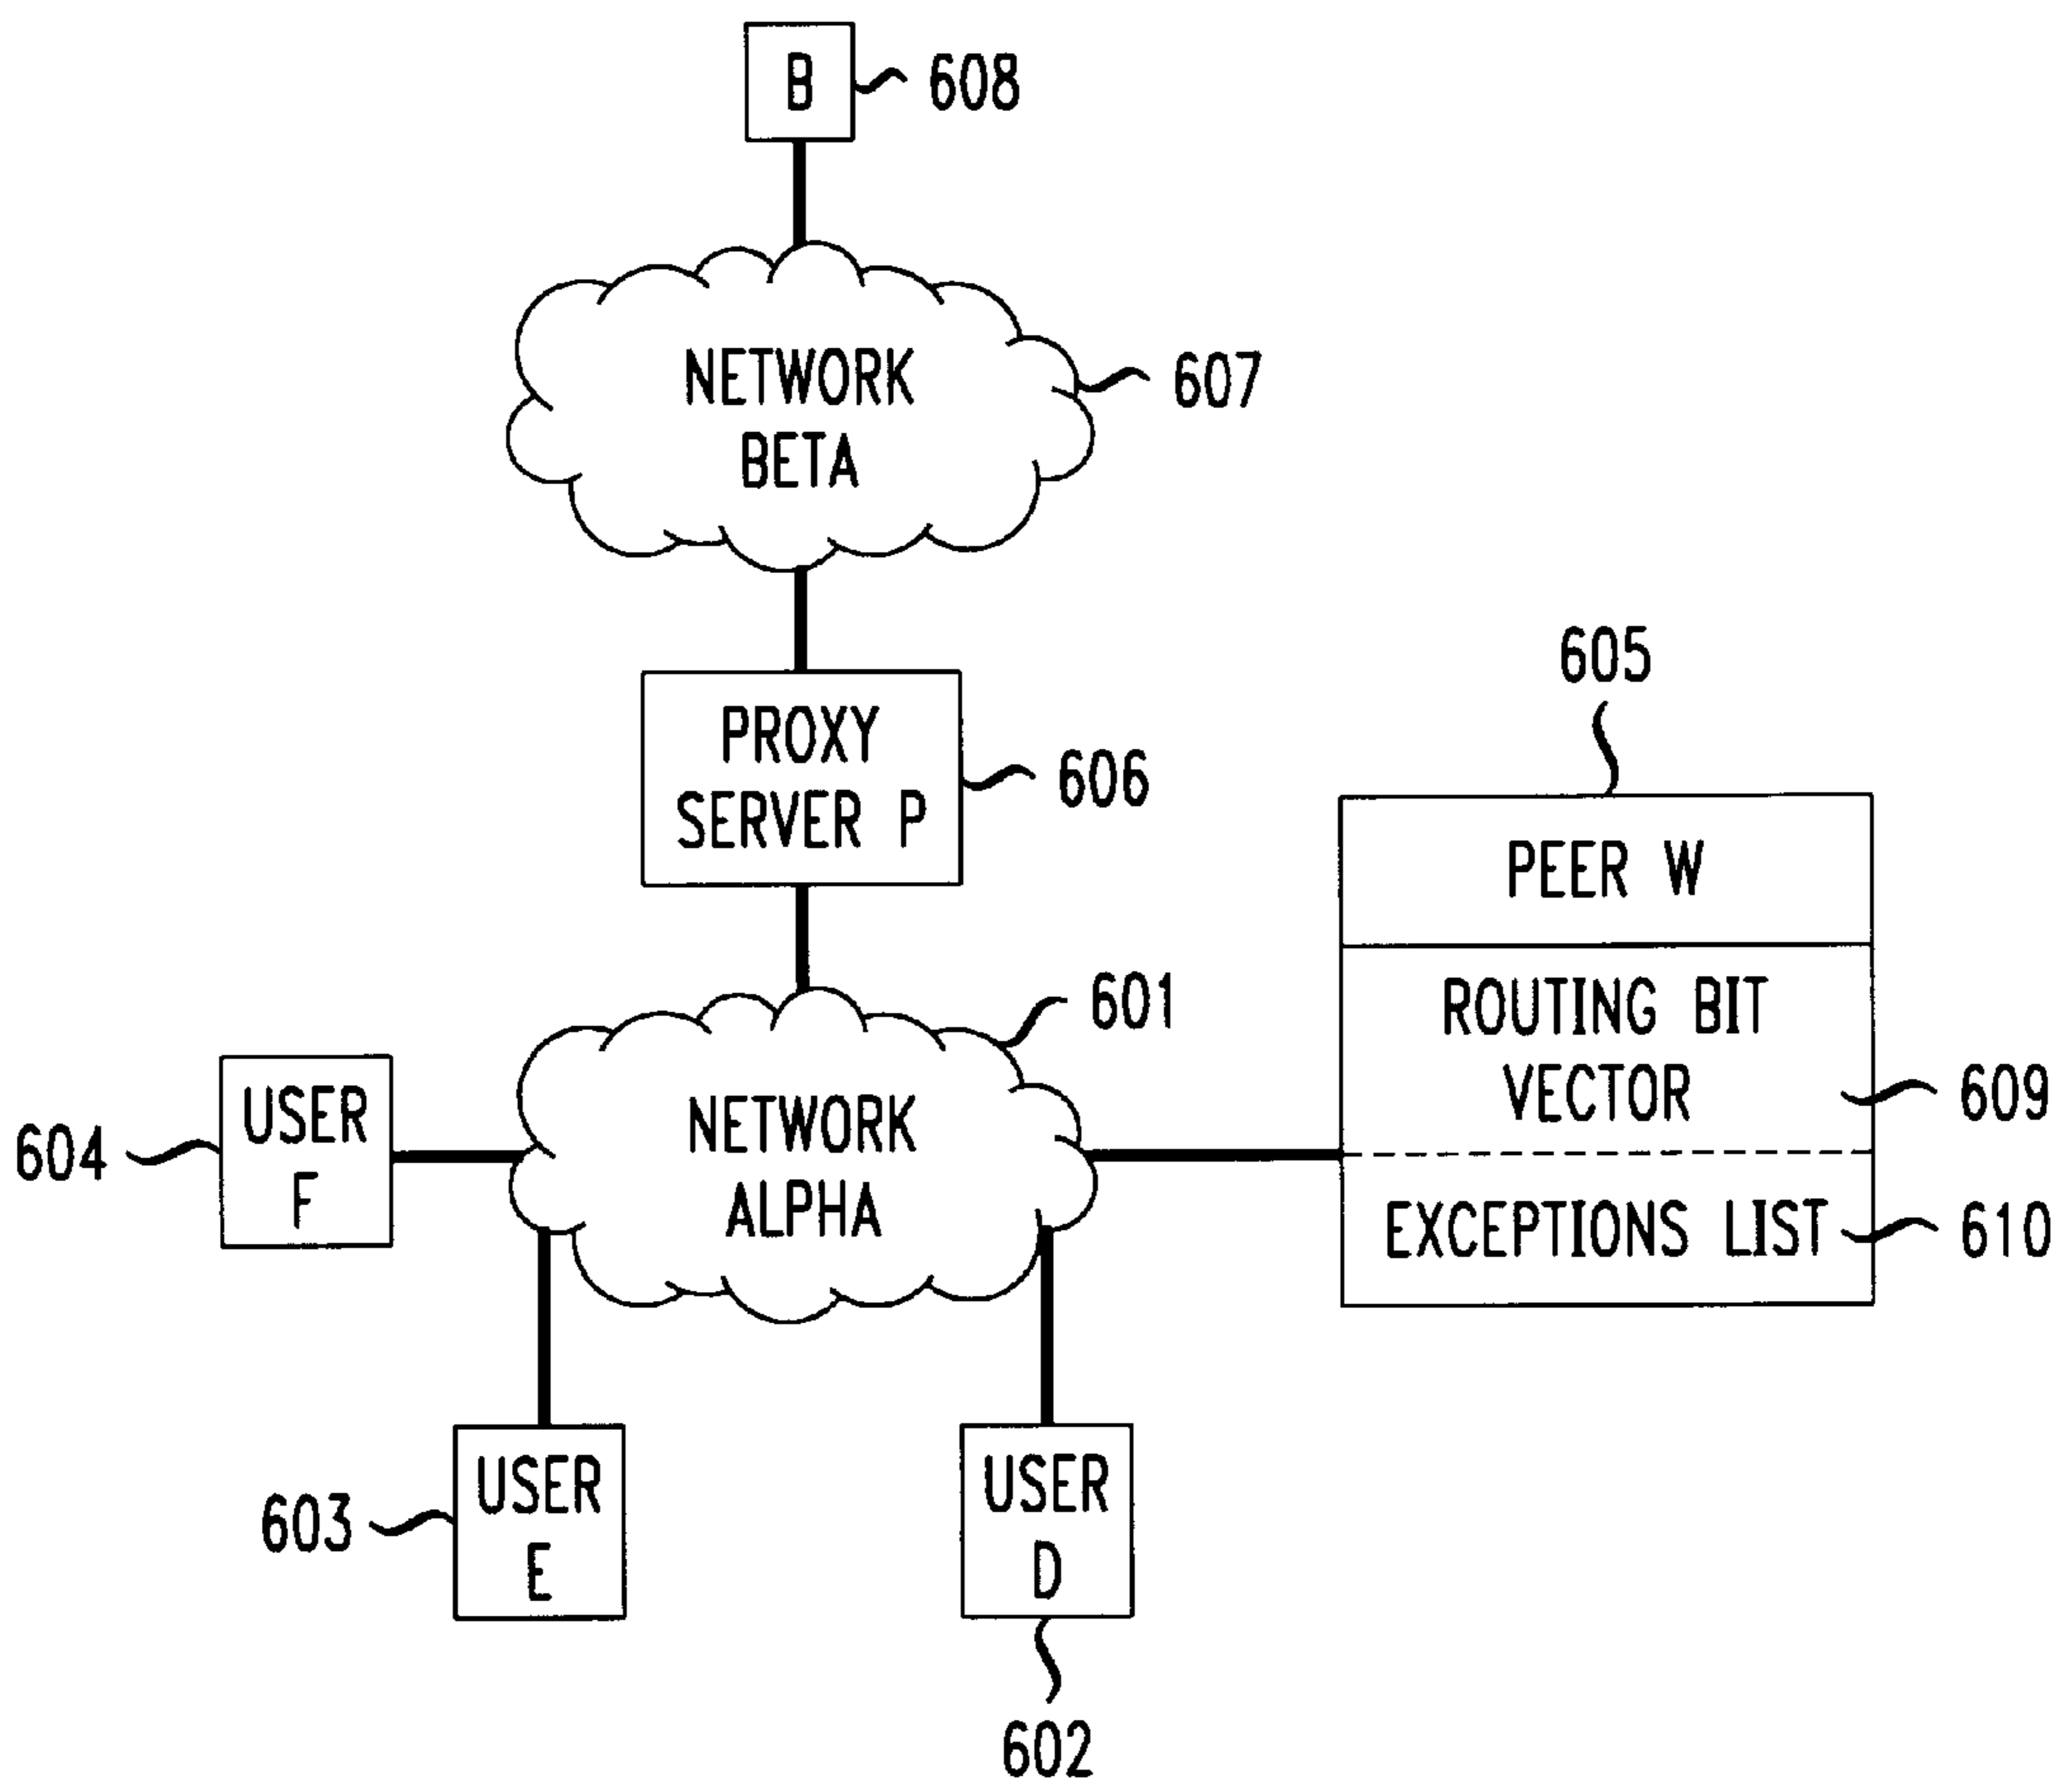 B
608
NETWORK
BETA
607
PROXY
SERVER P
606
605
PEER W
ROUTING BIT
VECTOR
609
EXCEPTIONS LIST
610
601
NETWORK
ALPHA
USER
F
604
USER
E
603
USER
D
602